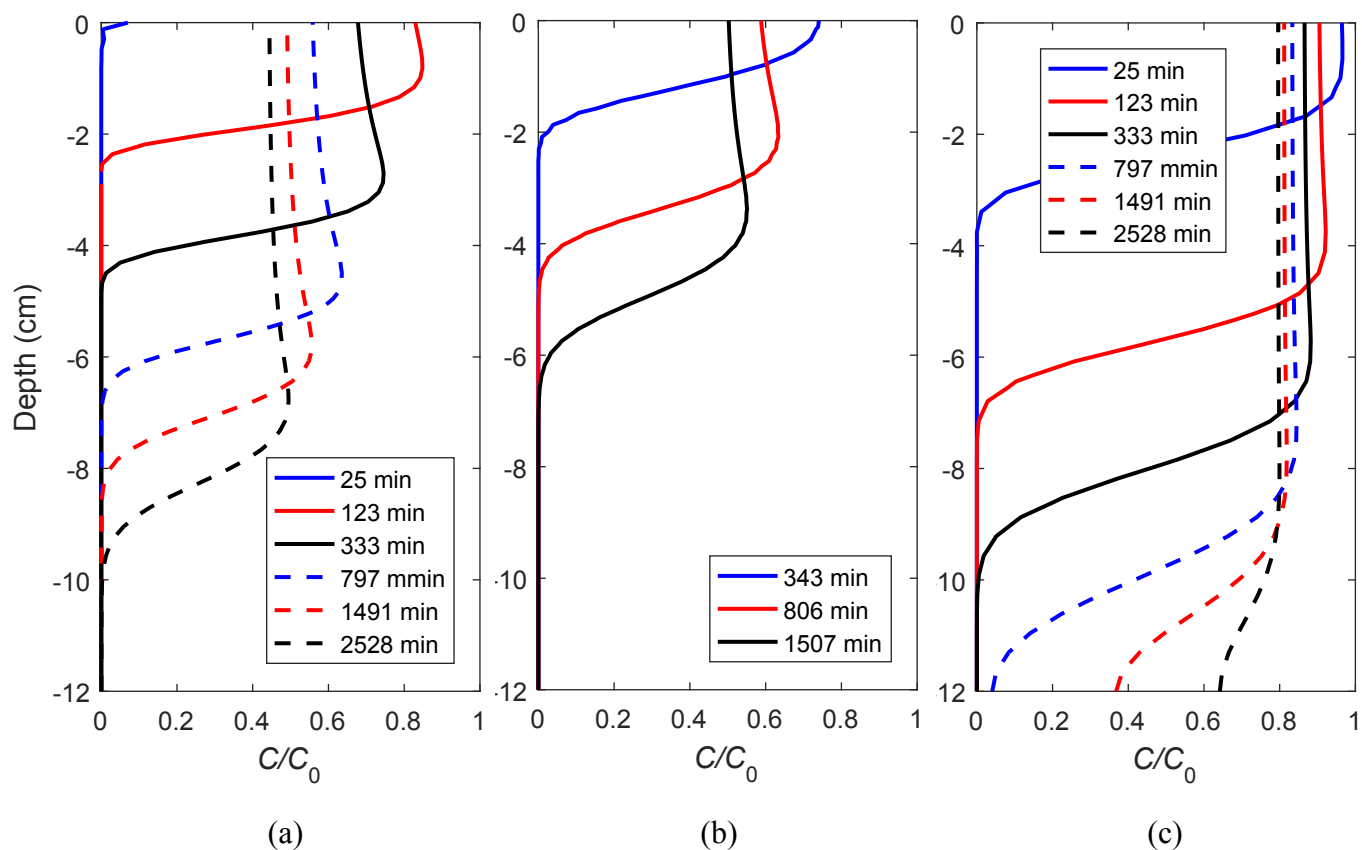 0
-2
-4
-6
-8
-10
-12
Depth (cm)
0
0.2
0.4
0.6
0.8
1
C/C0
25 min
123 min
333 min
797 mmin
1491 min
2528 min
(a)
0
-2
-4
-6
-8
-10
-12
0
0.2
0.4
0.6
0.8
1
C/C0
343 min
806 min
1507 min
(b)
0
-2
-4
-6
-8
-10
-12
0
0.2
0.4
0.6
0.8
1
C/C0
25 min
123 min
333 min
797 mmin
1491 min
2528 min
(c)